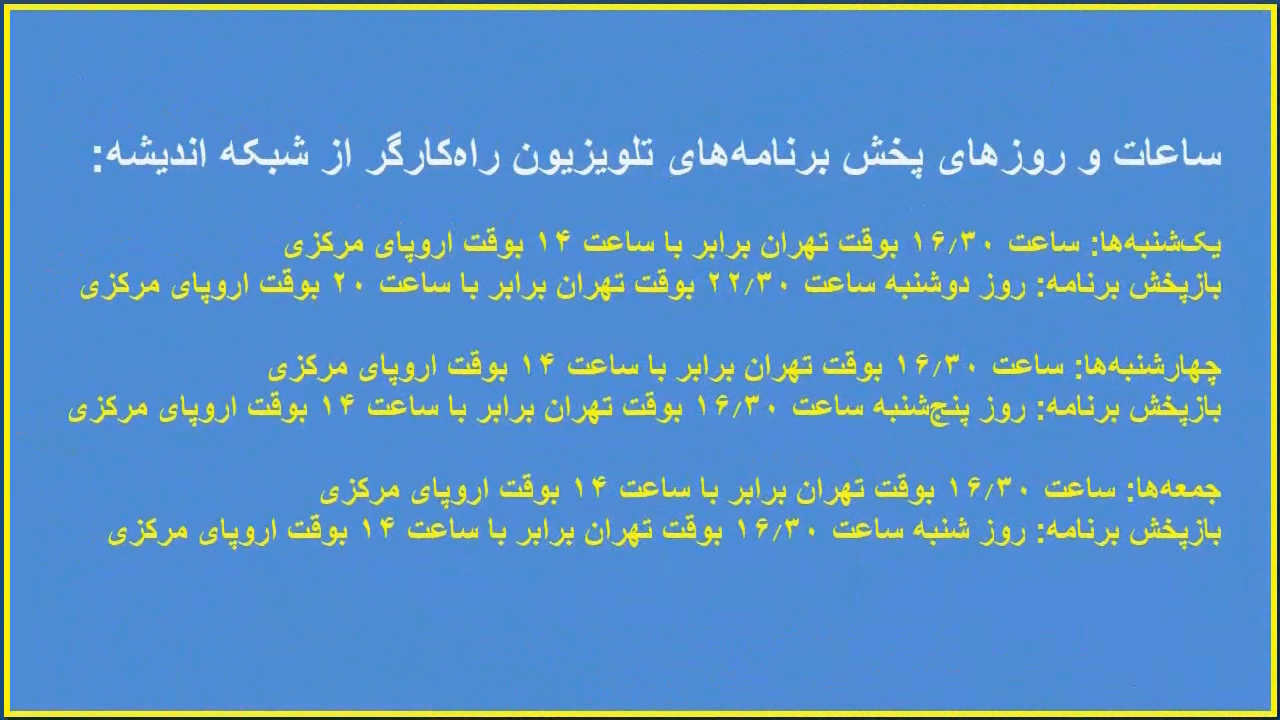 ساعات و روزهای پخش برنامه‌های تلویزیون راه‌کارگر از شبکه اندیشه:
یک‌شنبه‌ها: ساعت ۱۶٫۳۰ بوقت تهران برابر با ساعت ۱۴ بوقت اروپای مرکزی
بازپخش برنامه: روز دوشنبه ساعت ۲۲٫۳۰ بوقت تهران برابر با ساعت ۲۰ بوقت اروپای مرکزی
چهارشنبه‌ها: ساعت ۱۶٫۳۰ بوقت تهران برابر با ساعت ۱۴ بوقت اروپای مرکزی
بازپخش برنامه: روز پنج‌شنبه ساعت ۱۶٫۳۰ بوقت تهران برابر با ساعت ۱۴ بوقت اروپای مرکزی
جمعه‌ها: ساعت ۱۶٫۳۰ بوقت تهران برابر با ساعت ۱۴ بوقت اروپای مرکزی
بازپخش برنامه: روز شنبه ساعت ۱۶٫۳۰ بوقت تهران برابر با ساعت ۱۴ بوقت اروپای مرکزی